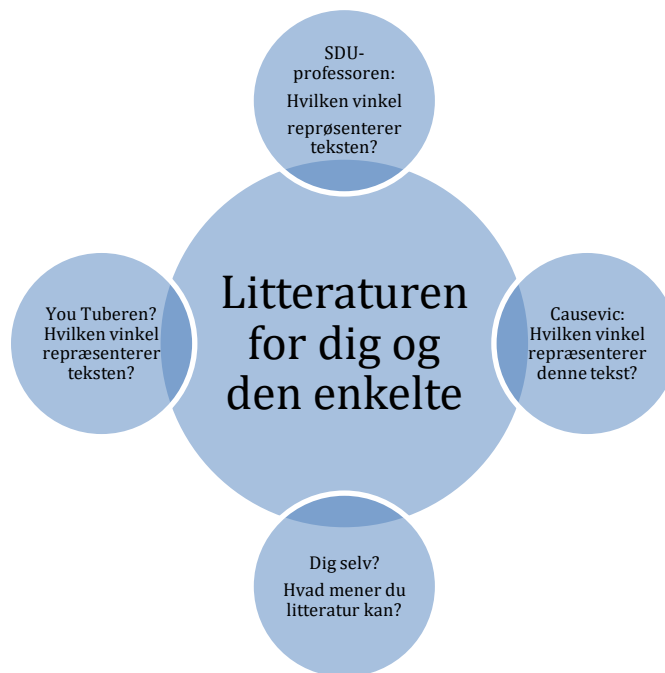 SDU-
professoren:
Hvilken vinkel
reprøsenterer
teksten?
Litteraturen
for dig og
den enkelte
You Tuberen?
Hvilken vinkel
repræsenterer
teksten?
Causevic:
Hvilken vinkel
repræsenterer
denne tekst?
Dig selv?
Hvad mener du
litteratur kan?